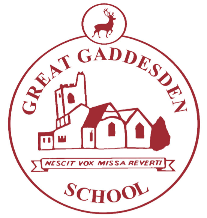 GREAT GADDESDEN
NESCIT VOX MISSA REVERTI
SCHOOL